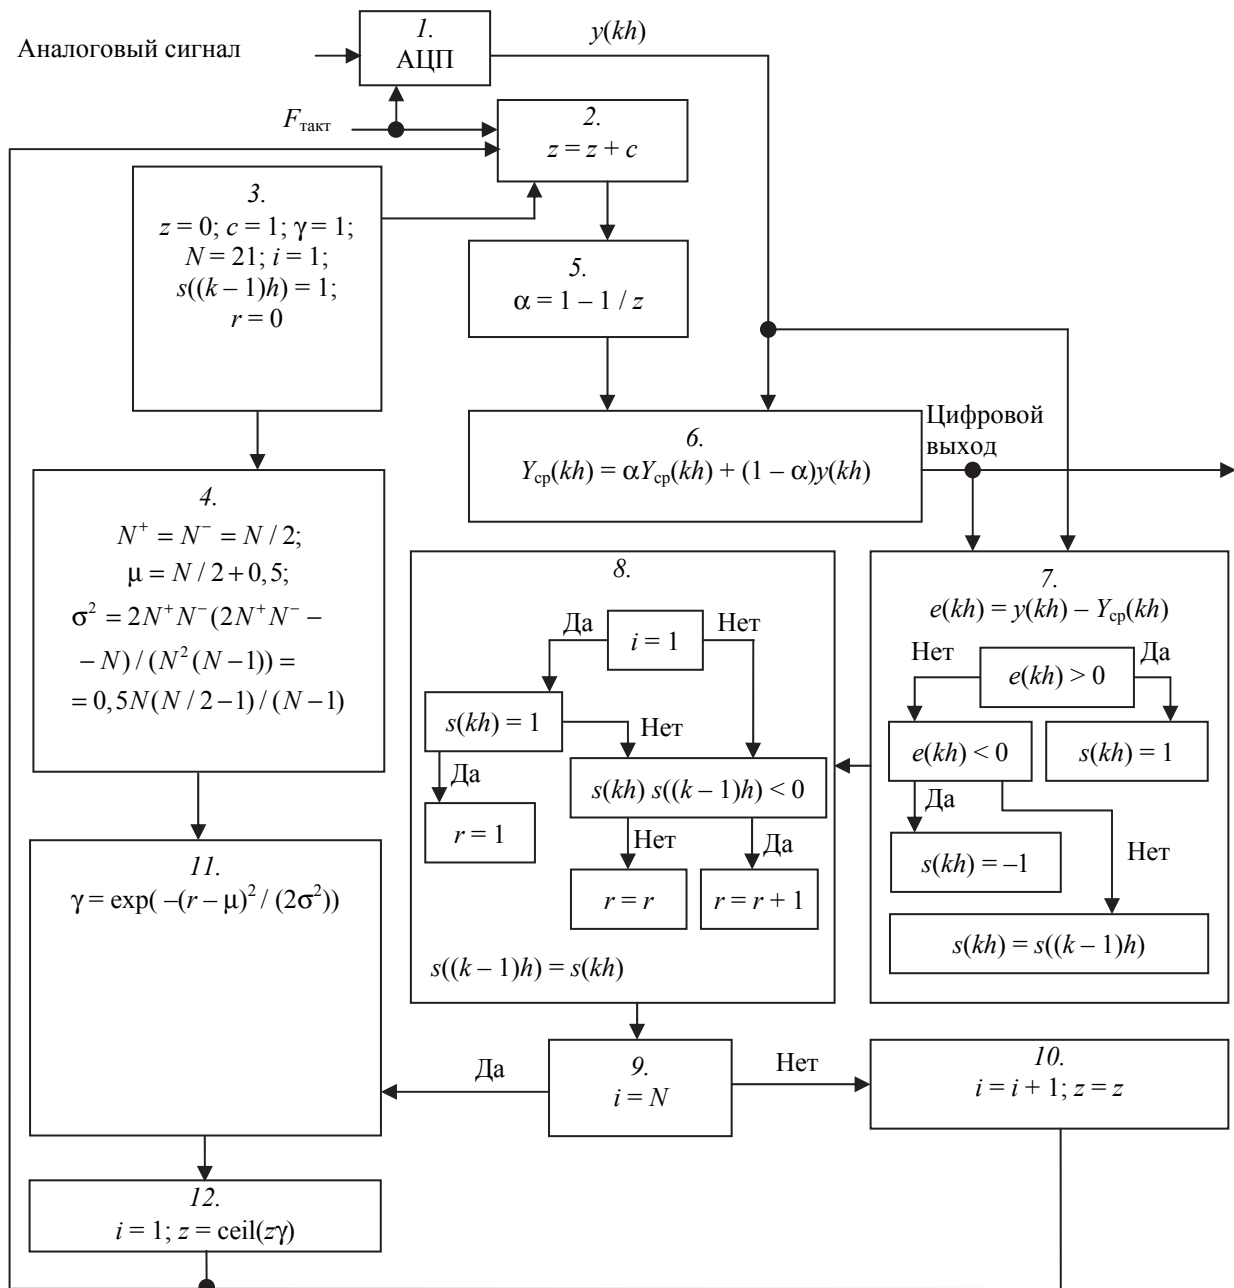 Аналоговый сигнал
1.
АЦП
y(kh)
Fтакт
2.
z = z + c
3.
z = 0; c = 1; γ = 1;
N = 21; i = 1;
s((k – 1)h) = 1;
r = 0
5.
α = 1 – 1 / z
6.
Yср(kh) = αYср(kh) + (1 – α)y(kh)
Цифровой
выход
4.
N⁺ = N⁻ = N / 2;
μ = N / 2 + 0,5;
σ² = 2N⁺N⁻(2N⁺N⁻ –
– N) / (N²(N – 1)) =
= 0,5N(N / 2 – 1) / (N – 1)
8.
Да
i = 1
Нет
s(kh) = 1
Нет
Да
s(kh) s((k – 1)h) < 0
r = 1
Нет
Да
r = r
r = r + 1
s((k – 1)h) = s(kh)
7.
e(kh) = y(kh) – Yср(kh)
Нет
Да
e(kh) > 0
e(kh) < 0
s(kh) = 1
Да
Нет
s(kh) = –1
s(kh) = s((k – 1)h)
11.
γ = exp( –(r – μ)² / (2σ²))
Да
9.
i = N
Нет
10.
i = i + 1; z = z
12.
i = 1; z = ceil(zγ)